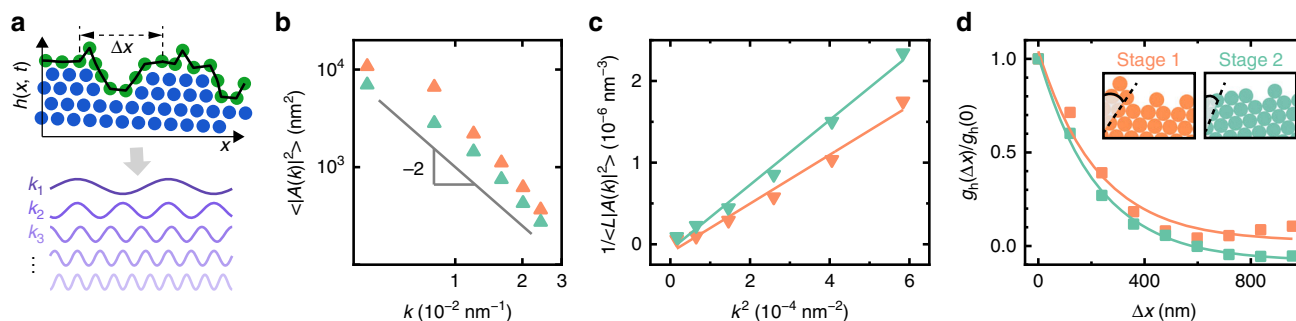 a
Δx
h(x, t)
x
k1
k2
k3
...
b
<|A(k)|²> (nm²)
10⁴
10³
−2
1
2
3
k (10⁻² nm⁻¹)
c
1/<L|A(k)|²> (10⁻⁶ nm⁻³)
2
1
0
0
2
4
6
k² (10⁻⁴ nm⁻²)
d
gh(Δx)/gh(0)
1.0
0.5
0.0
Stage 1
Stage 2
0
400
800
Δx (nm)